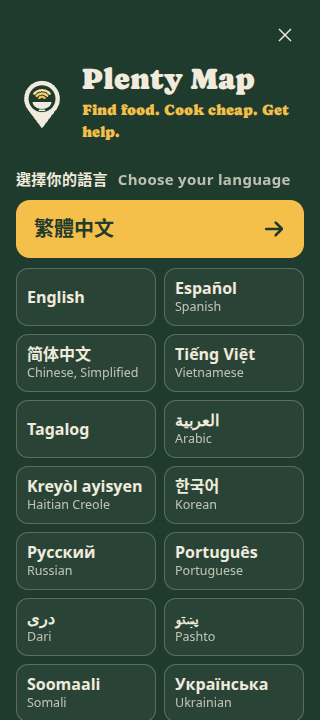 Plenty Map
Find food. Cook cheap. Get
help.
選擇你的語言 Choose your language
繁體中文
English
Español
Spanish
简体中文
Chinese, Simplified
Tiếng Việt
Vietnamese
Tagalog
العربية
Arabic
Kreyòl ayisyen
Haitian Creole
한국어
Korean
Русский
Russian
Português
Portuguese
دری
Dari
پښتو
Pashto
Soomaali
Somali
Українська
Ukrainian